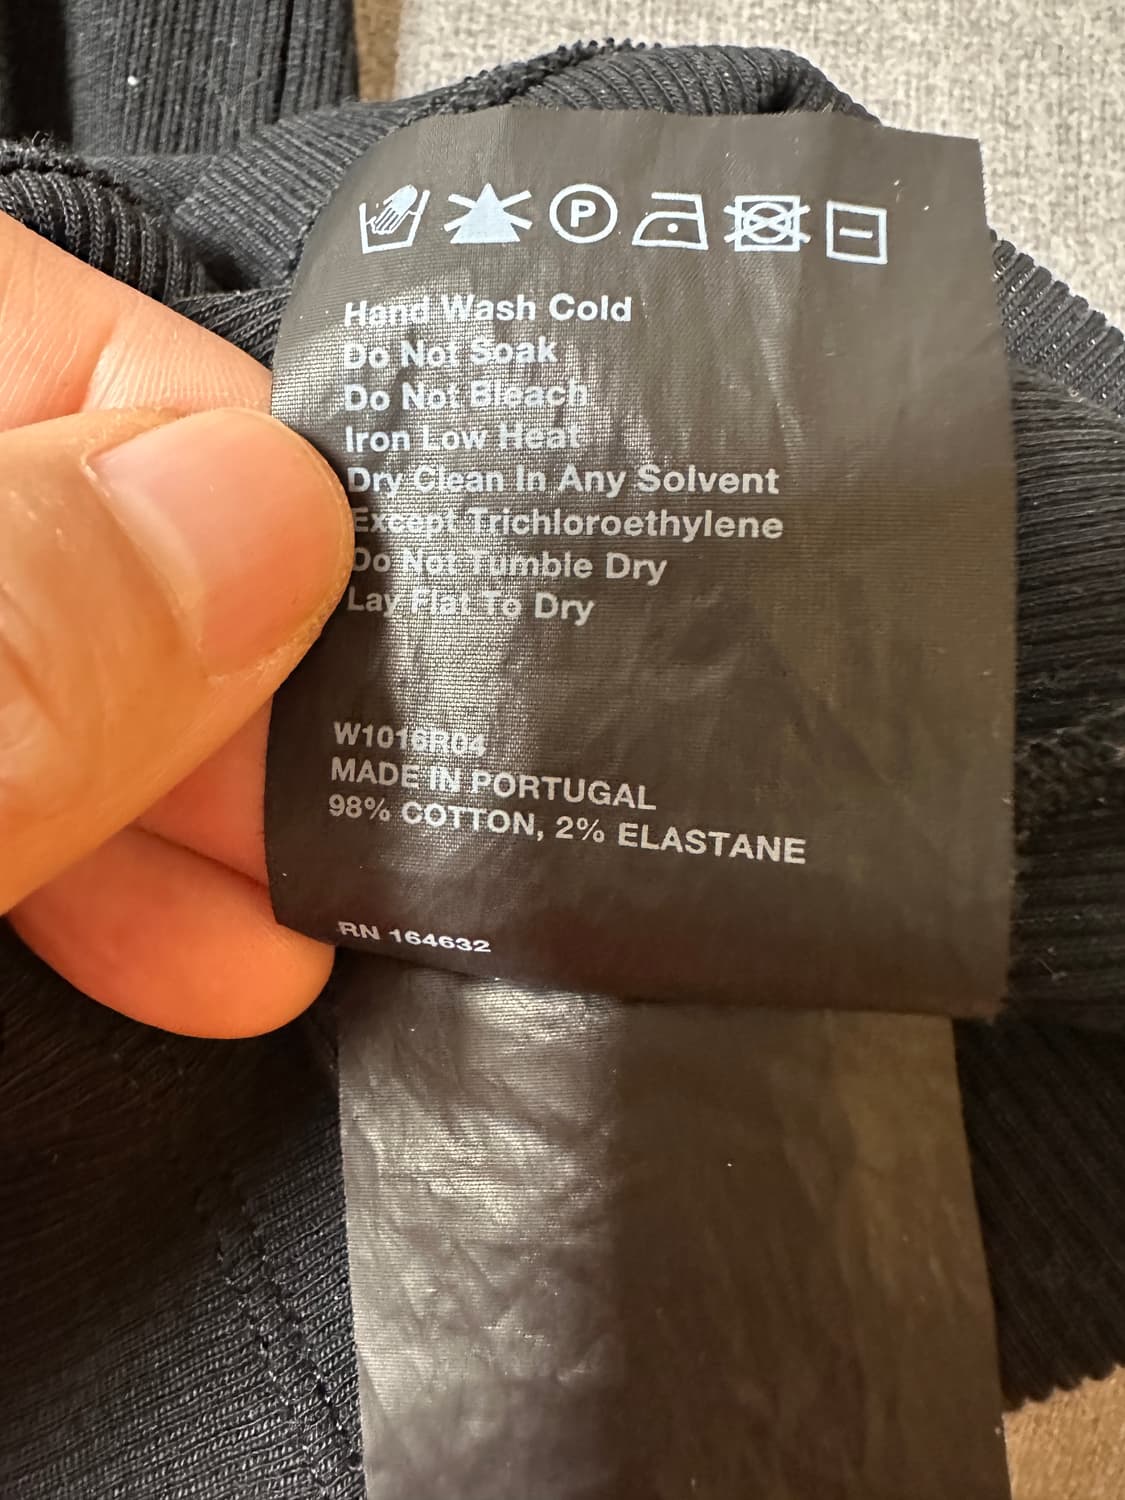 P
Hand Wash Cold
Do Not Soak
Do Not Bleach
Iron Low Heat
Dry Clean In Any Solvent
Except Trichloroethylene
Do Not Tumble Dry
Lay Flat To Dry
W1016R04
MADE IN PORTUGAL
98% COTTON, 2% ELASTANE
RN 164632